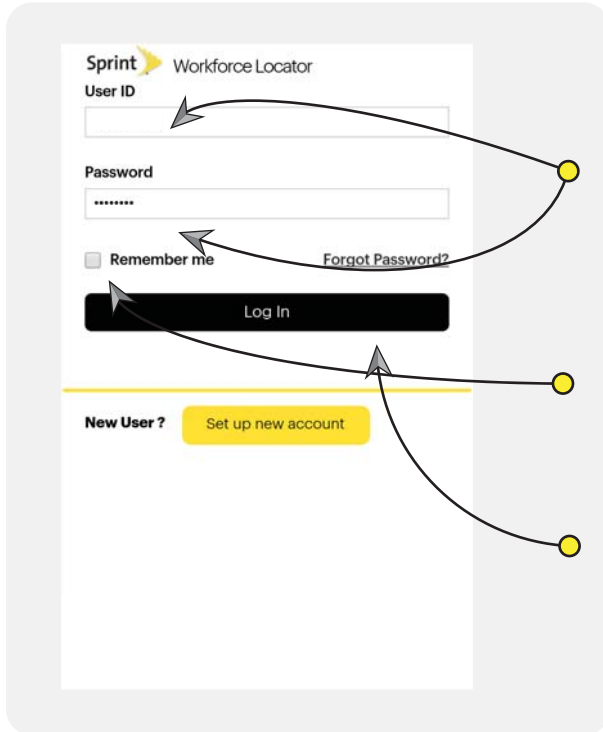 Sprint Workforce Locator
User ID
Password
••••••••
Remember me Forgot Password?
Log In
New User ? Set up new account